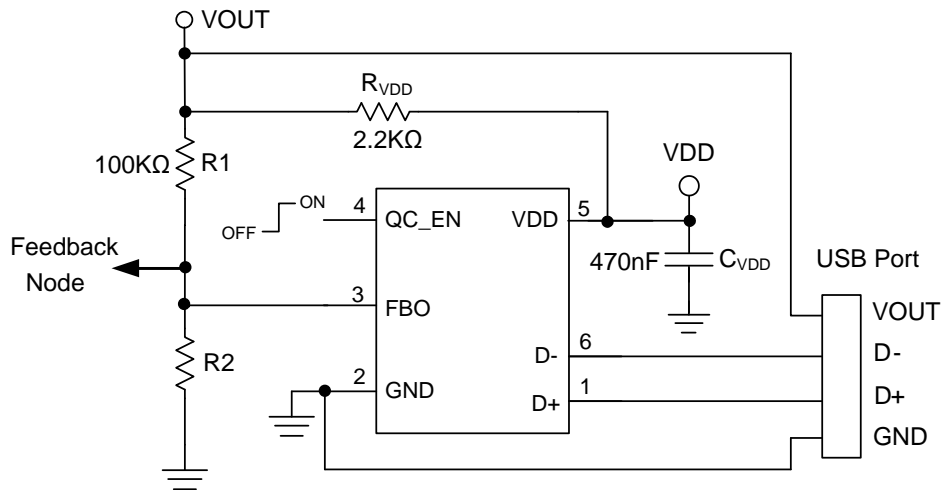 VOUT
RVDD
2.2KΩ
100KΩ R1
VDD
4 QC_EN
ON
OFF
VDD 5
470nF CVDD
USB Port
Feedback
Node
3 FBO
VOUT
R2
D- 6
D-
2 GND
D+ 1
D+
GND